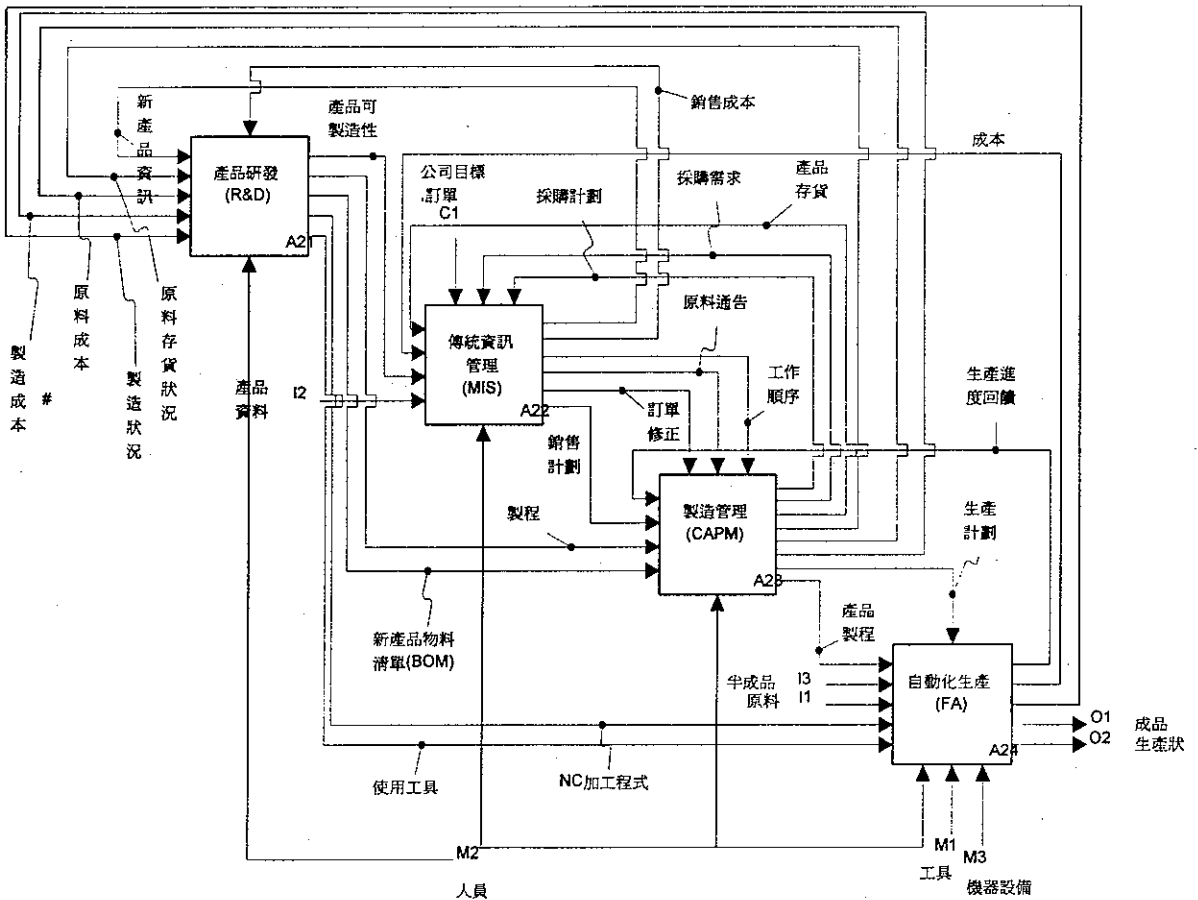 新產品資訊
產品可
製造性
銷售成本
成本
產品研發
(R&D)
A21
公司目標
訂單
C1
採購計劃
採購需求
產品
存貨
原料通告
傳統資訊
管理
(MIS)
A22
工作
順序
生產進
度回饋
製造成本
#
原料成本
製造狀況
原料存貨狀況
產品
資料
I2
訂單
修正
銷售
計劃
製程
製造管理
(CAPM)
A23
生產
計劃
新產品物料
清單(BOM)
產品
製程
半成品
I3
原料
I1
自動化生產
(FA)
A24
O1
成品
O2
生產狀
使用工具
NC加工程式
M2
人員
M1
工具
M3
機器設備